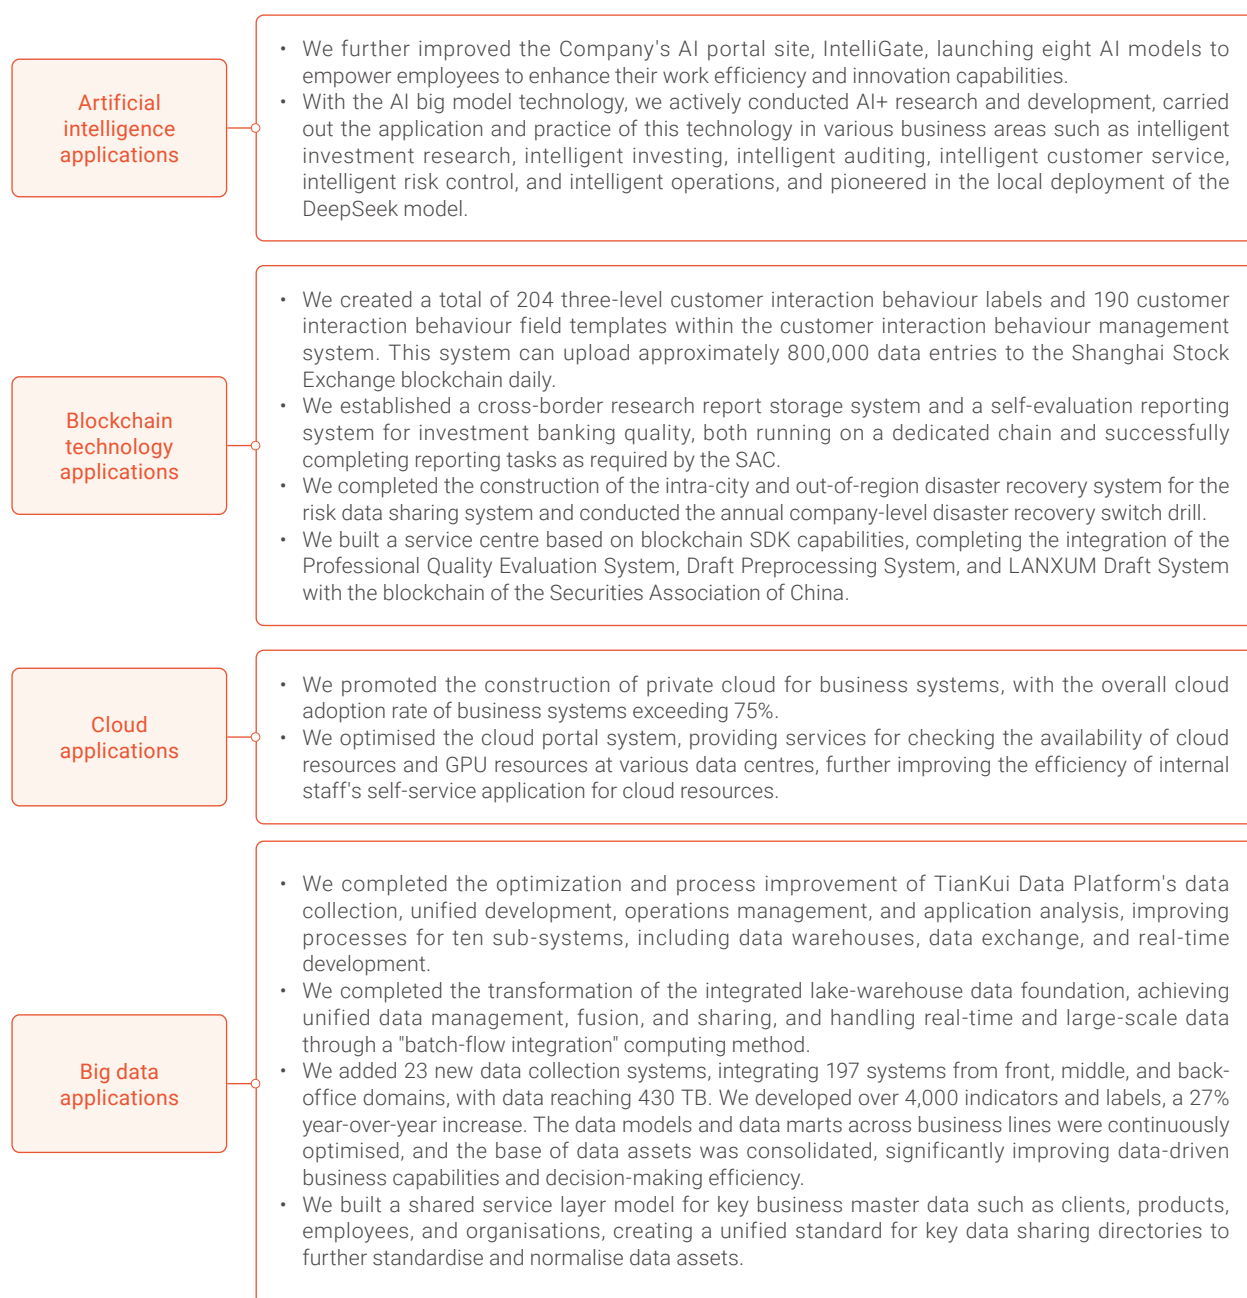 Artificial
intelligence
applications
• We further improved the Company's AI portal site, IntelliGate, launching eight AI models to
empower employees to enhance their work efficiency and innovation capabilities.
• With the AI big model technology, we actively conducted AI+ research and development, carried
out the application and practice of this technology in various business areas such as intelligent
investment research, intelligent investing, intelligent auditing, intelligent customer service,
intelligent risk control, and intelligent operations, and pioneered in the local deployment of the
DeepSeek model.
Blockchain
technology
applications
• We created a total of 204 three-level customer interaction behaviour labels and 190 customer
interaction behaviour field templates within the customer interaction behaviour management
system. This system can upload approximately 800,000 data entries to the Shanghai Stock
Exchange blockchain daily.
• We established a cross-border research report storage system and a self-evaluation reporting
system for investment banking quality, both running on a dedicated chain and successfully
completing reporting tasks as required by the SAC.
• We completed the construction of the intra-city and out-of-region disaster recovery system for the
risk data sharing system and conducted the annual company-level disaster recovery switch drill.
• We built a service centre based on blockchain SDK capabilities, completing the integration of the
Professional Quality Evaluation System, Draft Preprocessing System, and LANXUM Draft System
with the blockchain of the Securities Association of China.
Cloud
applications
• We promoted the construction of private cloud for business systems, with the overall cloud
adoption rate of business systems exceeding 75%.
• We optimised the cloud portal system, providing services for checking the availability of cloud
resources and GPU resources at various data centres, further improving the efficiency of internal
staff's self-service application for cloud resources.
Big data
applications
• We completed the optimization and process improvement of TianKui Data Platform's data
collection, unified development, operations management, and application analysis, improving
processes for ten sub-systems, including data warehouses, data exchange, and real-time
development.
• We completed the transformation of the integrated lake-warehouse data foundation, achieving
unified data management, fusion, and sharing, and handling real-time and large-scale data
through a "batch-flow integration" computing method.
• We added 23 new data collection systems, integrating 197 systems from front, middle, and back-
office domains, with data reaching 430 TB. We developed over 4,000 indicators and labels, a 27%
year-over-year increase. The data models and data marts across business lines were continuously
optimised, and the base of data assets was consolidated, significantly improving data-driven
business capabilities and decision-making efficiency.
• We built a shared service layer model for key business master data such as clients, products,
employees, and organisations, creating a unified standard for key data sharing directories to
further standardise and normalise data assets.